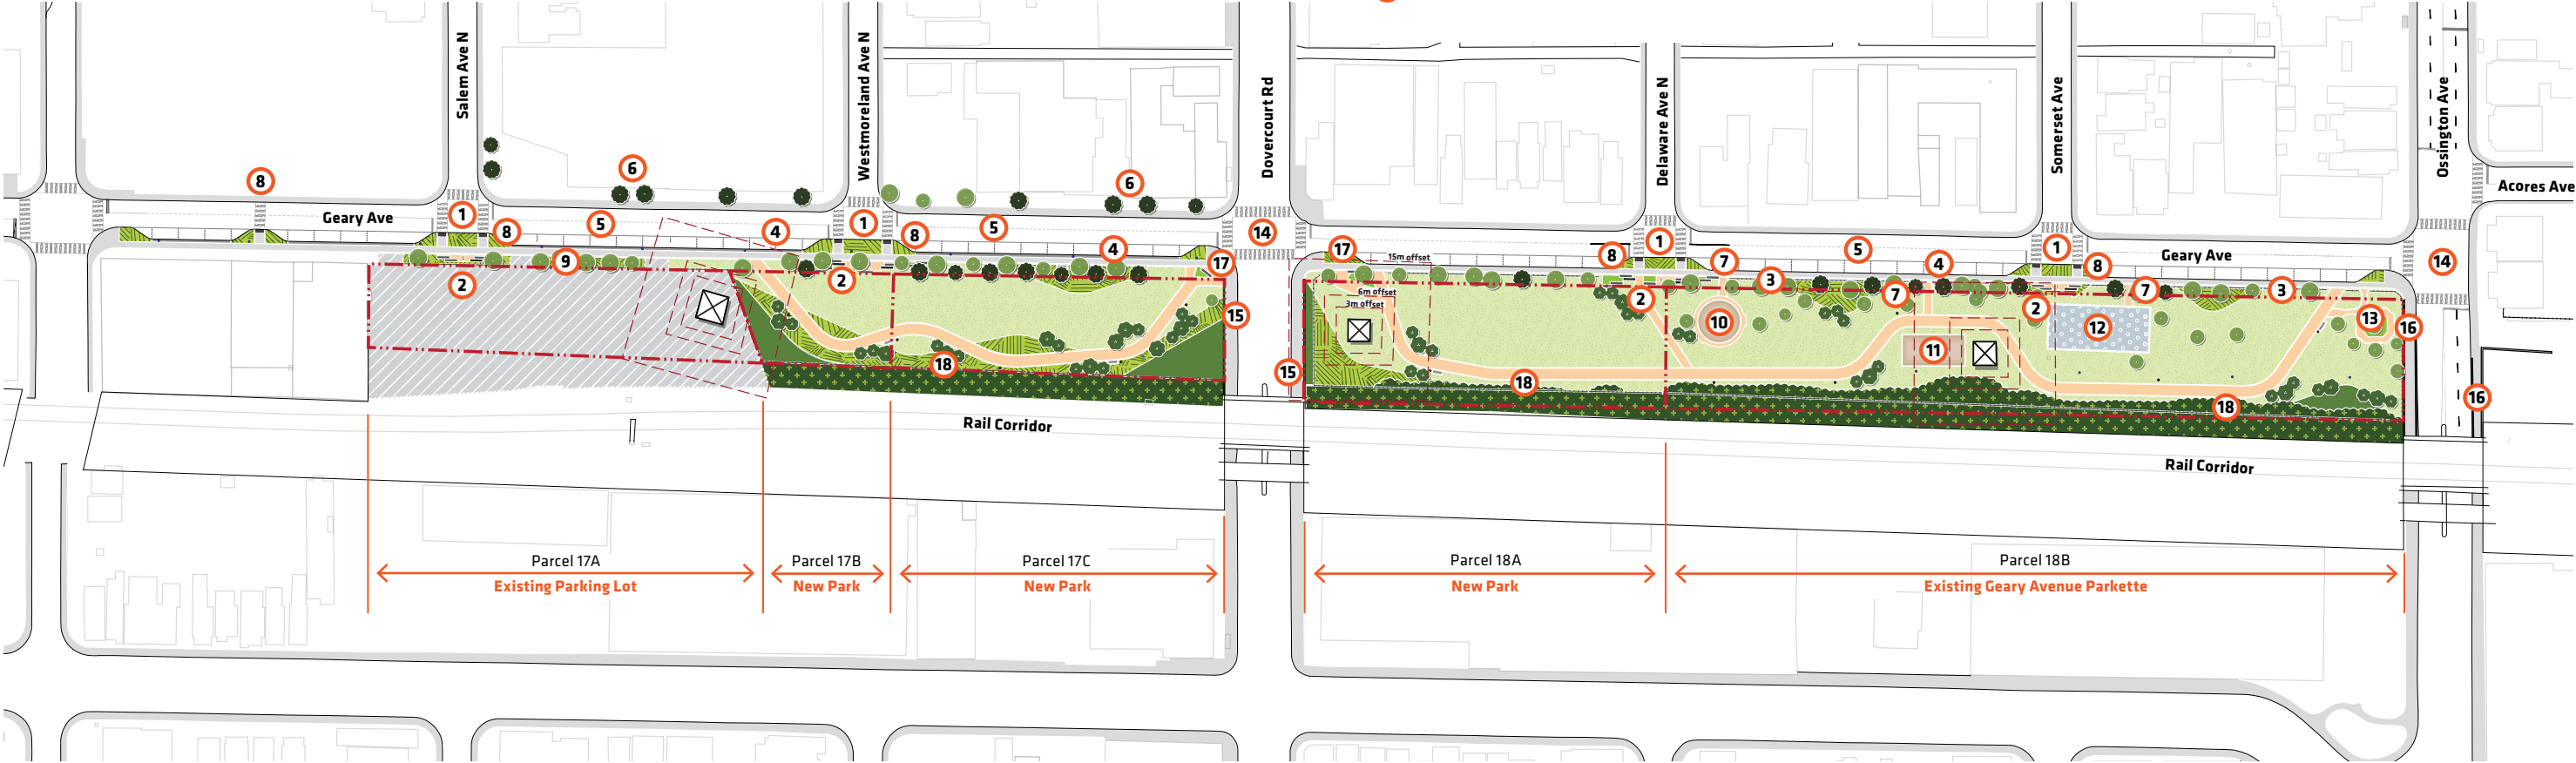 Salem Ave N
Westmoreland Ave N
Dovercourt Rd
Delaware Ave N
Somerset Ave
Ossington Ave
8
6
6
Acores Ave
Geary Ave
1
1
1
1
8
5
4
8
5
4
14
17
8
7
5
4
8
Geary Ave
14
15m offset
9
2
2
17
2
3
7
2
7
3
6m offset
3m offset
15
10
12
13
16
18
15
18
11
18
16
Rail Corridor
Rail Corridor
Parcel 17A
Existing Parking Lot
Parcel 17B
New Park
Parcel 17C
New Park
Parcel 18A
New Park
Parcel 18B
Existing Geary Avenue Parkette